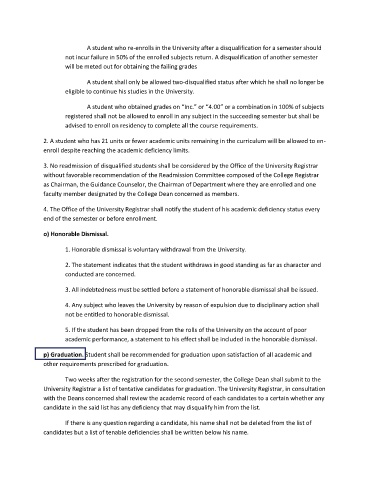 A student who re-enrolls in the University after a disqualification for a semester should
not incur failure in 50% of the enrolled subjects return. A disqualification of another semester
will be meted out for obtaining the failing grades
A student shall only be allowed two-disqualified status after which he shall no longer be
eligible to continue his studies in the University.
A student who obtained grades on "Inc." or "4.00" or a combination in 100% of subjects
registered shall not be allowed to enroll in any subject in the succeeding semester but shall be
advised to enroll on residency to complete all the course requirements.
2. A student who has 21 units or fewer academic units remaining in the curriculum will be allowed to en-
enroll despite reaching the academic deficiency limits.
3. No readmission of disqualified students shall be considered by the Office of the University Registrar
without favorable recommendation of the Readmission Committee composed of the College Registrar
as Chairman, the Guidance Counselor, the Chairman of Department where they are enrolled and one
faculty member designated by the College Dean concerned as members.
4. The Office of the University Registrar shall notify the student of his academic deficiency status every
end of the semester or before enrollment.
o) Honorable Dismissal.
1. Honorable dismissal is voluntary withdrawal from the University.
2. The statement indicates that the student withdraws in good standing as far as character and
conducted are concerned.
3. All indebtedness must be settled before a statement of honorable dismissal shall be issued.
4. Any subject who leaves the University by reason of expulsion due to disciplinary action shall
not be entitled to honorable dismissal.
5. If the student has been dropped from the rolls of the University on the account of poor
academic performance, a statement to his effect shall be included in the honorable dismissal.
p) Graduation. Student shall be recommended for graduation upon satisfaction of all academic and
other requirements prescribed for graduation.
Two weeks after the registration for the second semester, the College Dean shall submit to the
University Registrar a list of tentative candidates for graduation. The University Registrar, in consultation
with the Deans concerned shall review the academic record of each candidates to a certain whether any
candidate in the said list has any deficiency that may disqualify him from the list.
If there is any question regarding a candidate, his name shall not be deleted from the list of
candidates but a list of tenable deficiencies shall be written below his name.